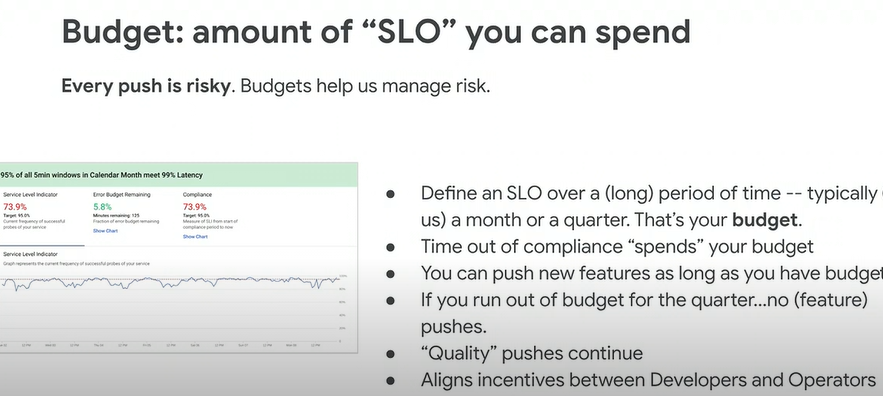 Budget: amount of “SLO” you can spend
Every push is risky. Budgets help us manage risk.
95% of all 5min windows in Calendar Month meet 99% Latency
Service Level Indicator
73.9%
Target: 95.0%
Current frequency of successful
probes of your service
Error Budget Remaining
5.8%
Minutes remaining: 125
Fraction of error budget remaining
Show Chart
Compliance
73.9%
Target: 95.0%
Measure of SLI from start of
compliance period to now
Show Chart
Service Level Indicator
Graph represents the current frequency of successful probes of your service
● Define an SLO over a (long) period of time -- typically
us) a month or a quarter. That’s your budget.
● Time out of compliance “spends” your budget
● You can push new features as long as you have budget
● If you run out of budget for the quarter...no (feature)
pushes.
● “Quality” pushes continue
● Aligns incentives between Developers and Operators